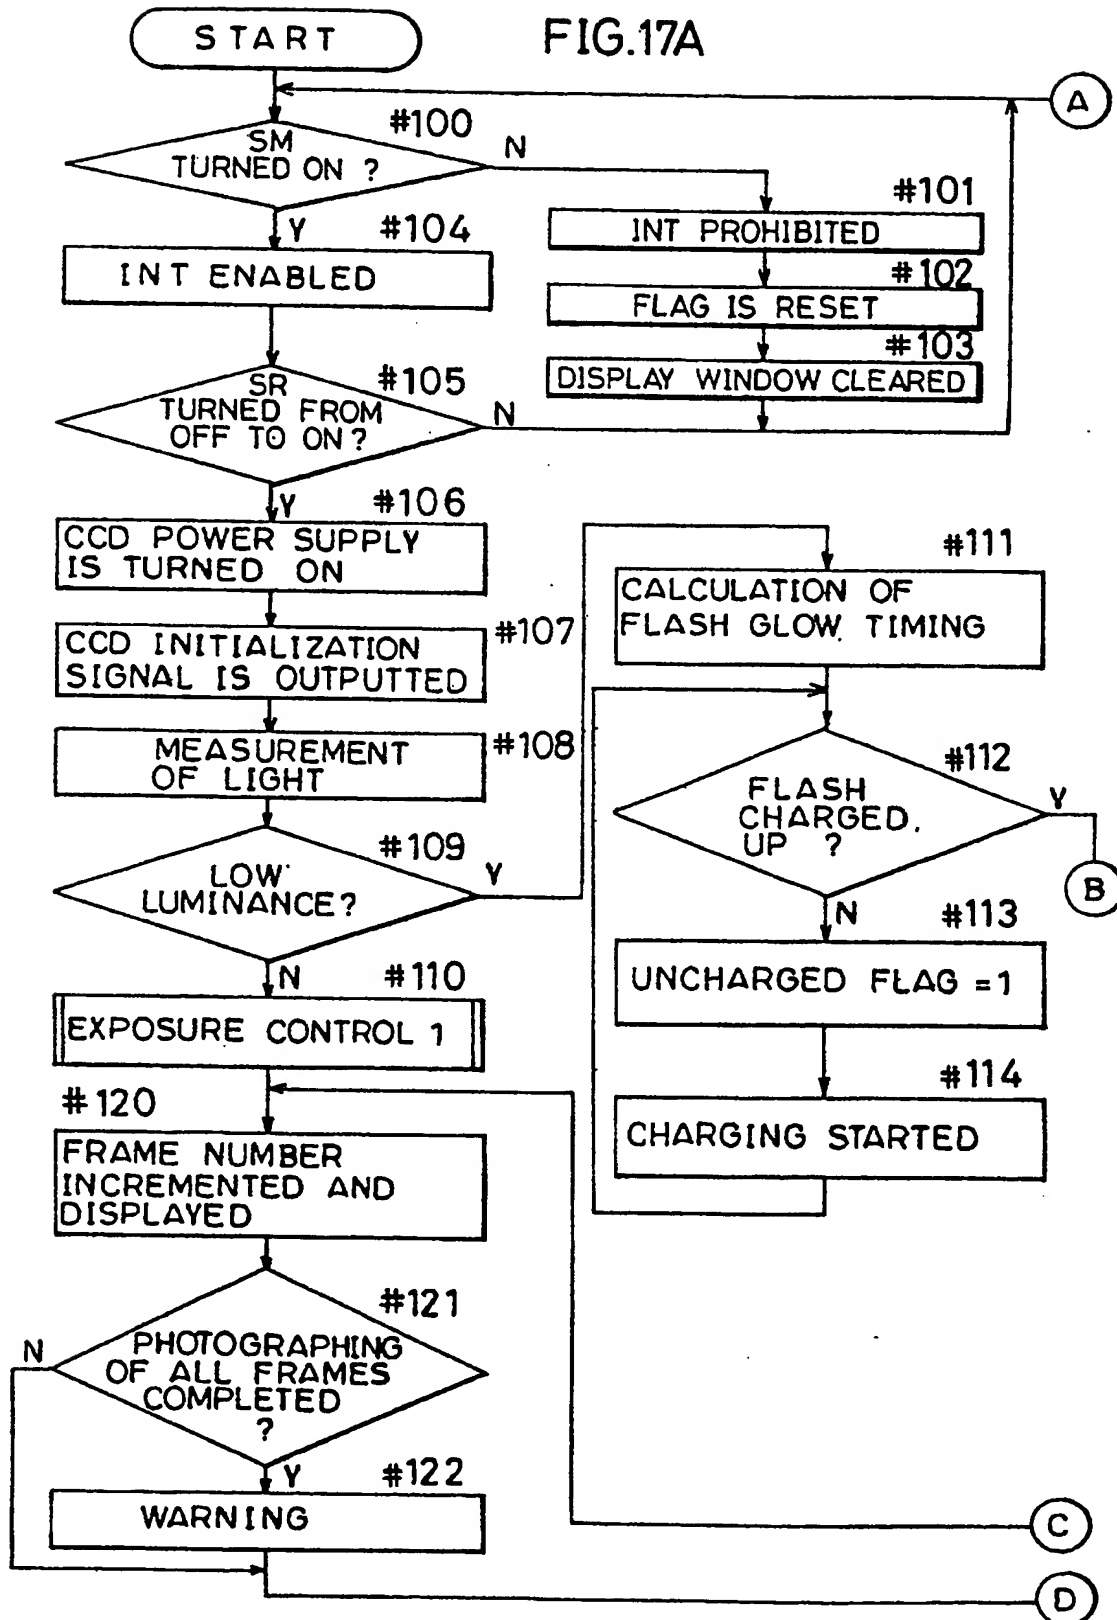 START
FIG.17A
A
#100
SM
TURNED ON ?
N
Y
#101
INT PROHIBITED
#104
INT ENABLED
#102
FLAG IS RESET
#103
DISPLAY WINDOW CLEARED
#105
SR
TURNED FROM
OFF TO ON?
N
Y
#106
CCD POWER SUPPLY
IS TURNED ON
#107
CCD INITIALIZATION
SIGNAL IS OUTPUTTED
#108
MEASUREMENT
OF LIGHT
#109
LOW
LUMINANCE?
Y
N
#110
EXPOSURE CONTROL 1
#111
CALCULATION OF
FLASH GLOW TIMING
#112
FLASH
CHARGED
UP ?
Y
B
N
#113
UNCHARGED FLAG =1
#114
CHARGING STARTED
#120
FRAME NUMBER
INCREMENTED AND
DISPLAYED
#121
PHOTOGRAPHING
OF ALL FRAMES
COMPLETED
?
N
Y
#122
WARNING
C
D